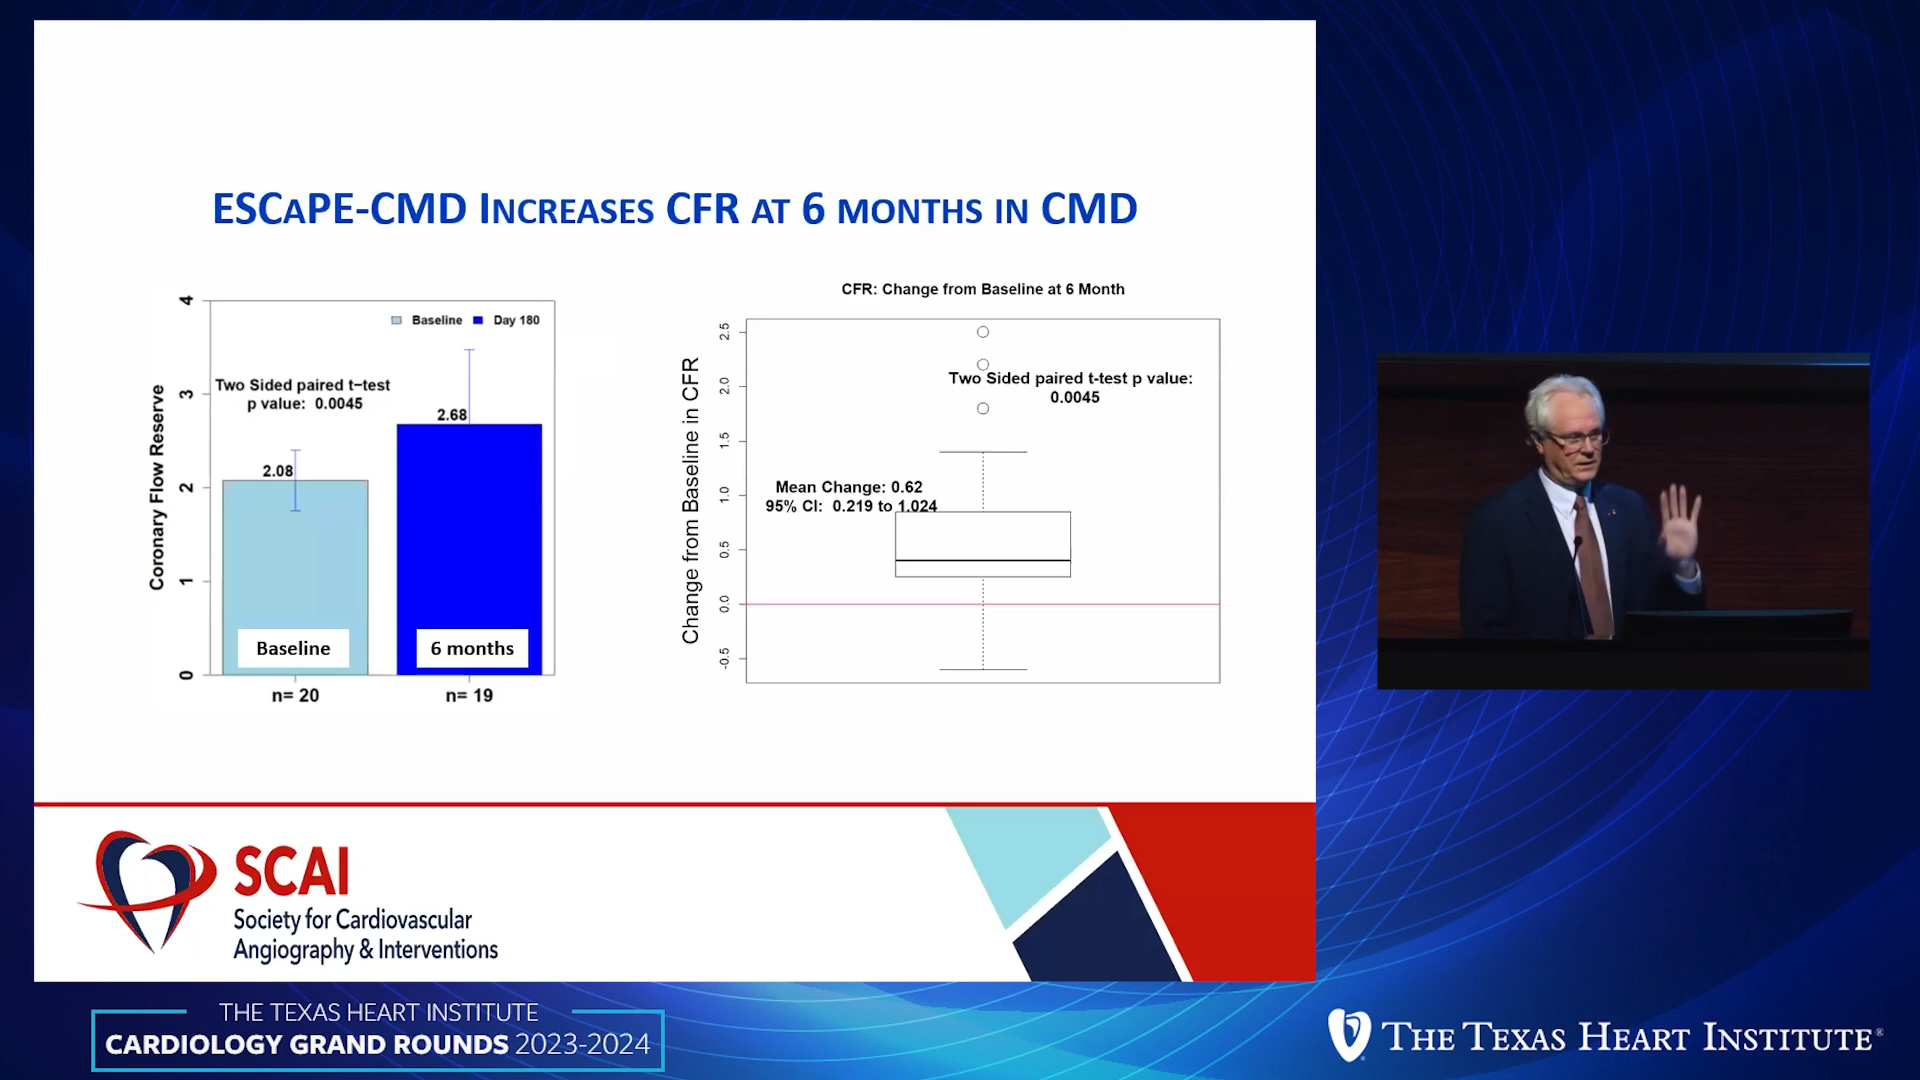 ESCAPE-CMD INCREASES CFR AT 6 MONTHS IN CMD
4
3
2
1
0
Coronary Flow Reserve
Baseline
Day 180
Two Sided paired t−test
p value: 0.0045
2.08
2.68
Baseline
6 months
n= 20
n= 19
CFR: Change from Baseline at 6 Month
Change from Baseline in CFR
2.5
2.0
1.5
1.0
0.5
0.0
-0.5
Two Sided paired t-test p value:
0.0045
Mean Change: 0.62
95% CI: 0.219 to 1.024
SCAI
Society for Cardiovascular
Angiography & Interventions
THE TEXAS HEART INSTITUTE
CARDIOLOGY GRAND ROUNDS 2023-2024
THE TEXAS HEART INSTITUTE®